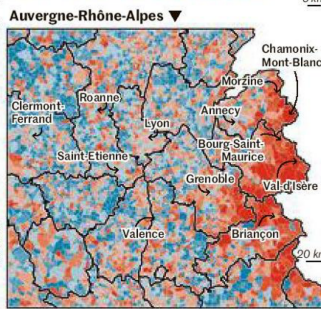 Auvergne-Rhône-Alpes ▼
Chamonix-
Mont-Blanc
Morzine
Roanne
Clermont-
Ferrand
Annecy
Lyon
Bourg-Saint-
Maurice
Saint-Etienne
Grenoble
Val-d'Isère
Valence
Briançon
20 km